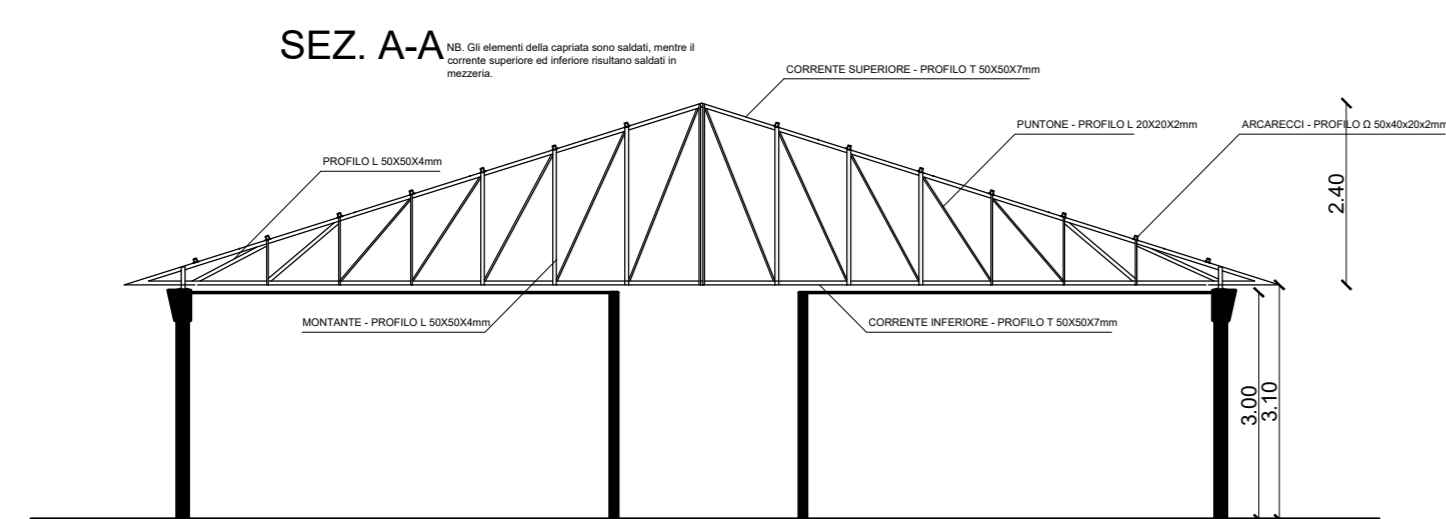 SEZ. A-A
NB. Gli elementi della capriata sono saldati, mentre il
corrente superiore ed inferiore risultano saldati in
mezzeria.
CORRENTE SUPERIORE - PROFILO T 50X50X7mm
PUNTONE - PROFILO L 20X20X2mm
ARCARECCI - PROFILO Ω 50x40x20x2mm
PROFILO L 50X50X4mm
2.40
MONTANTE - PROFILO L 50X50X4mm
CORRENTE INFERIORE - PROFILO T 50X50X7mm
3.00
3.10